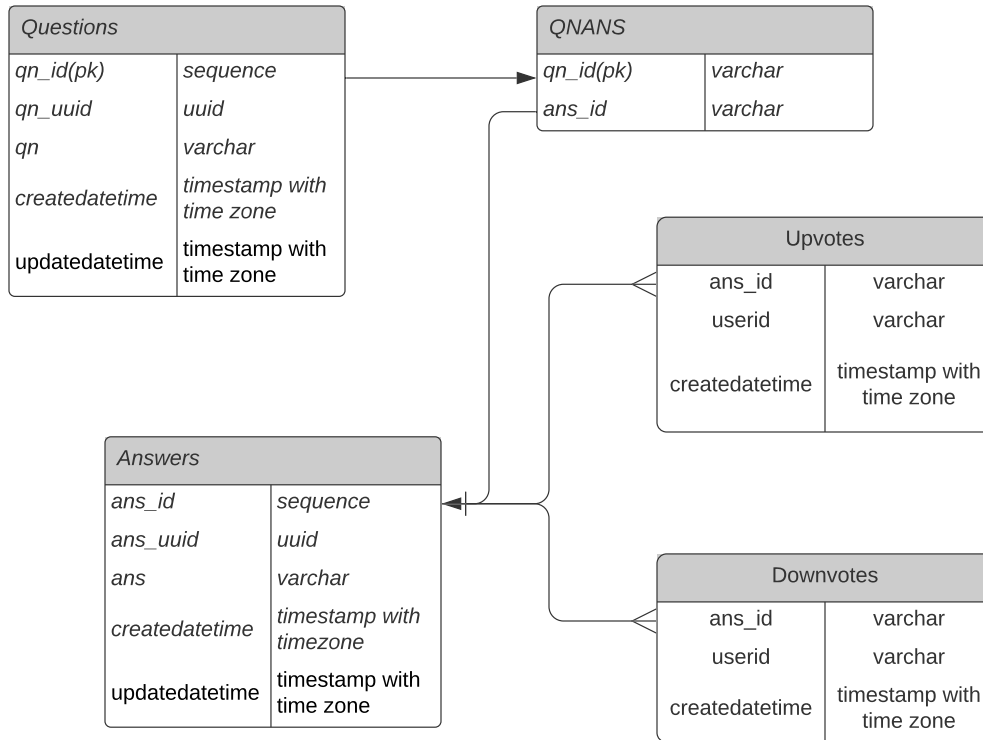 Questions
qn_id(pk) sequence
qn_uuid uuid
qn varchar
createdatetime timestamp with
time zone
updatedatetime timestamp with
time zone
QNANS
qn_id(pk) varchar
ans_id varchar
Upvotes
ans_id varchar
userid varchar
createdatetime timestamp with
time zone
Answers
ans_id sequence
ans_uuid uuid
ans varchar
createdatetime timestamp with
timezone
updatedatetime timestamp with
time zone
Downvotes
ans_id varchar
userid varchar
createdatetime timestamp with
time zone